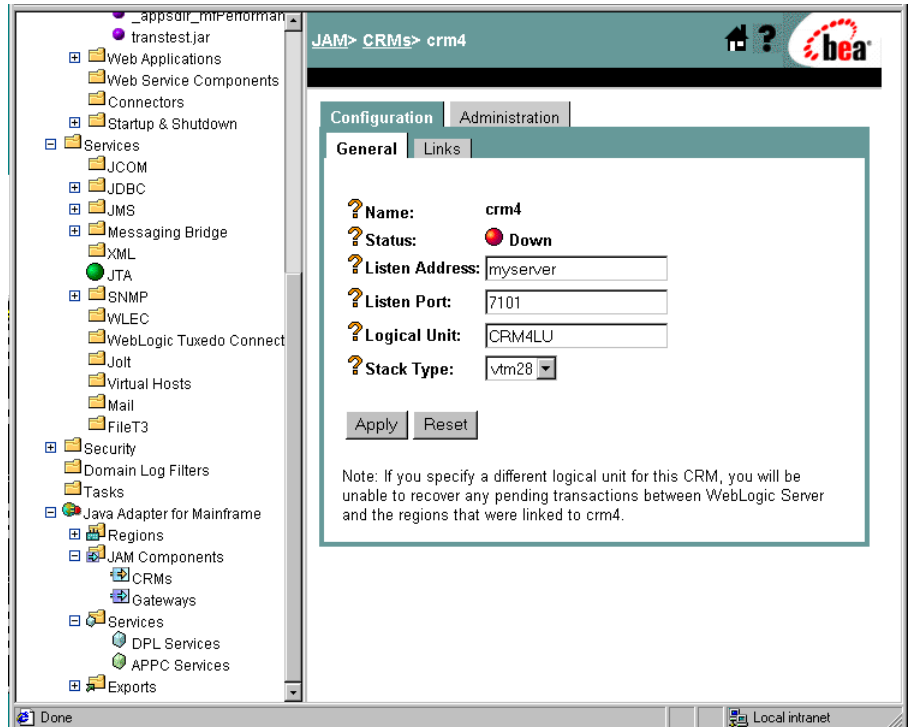 _appsdir_mfPerforman
transtest.jar
Web Applications
Web Service Components
Connectors
Startup & Shutdown
Services
JCOM
JDBC
JMS
Messaging Bridge
XML
JTA
SNMP
WLEC
WebLogic Tuxedo Connect
Jolt
Virtual Hosts
Mail
FileT3
Security
Domain Log Filters
Tasks
Java Adapter for Mainframe
Regions
JAM Components
CRMs
Gateways
Services
DPL Services
APPC Services
Exports
JAM> CRMs> crm4
?
bea
Configuration Administration
General Links
? Name: crm4
? Status: Down
? Listen Address: myserver
? Listen Port: 7101
? Logical Unit: CRM4LU
? Stack Type: vtm28
Apply Reset
Note: If you specify a different logical unit for this CRM, you will be
unable to recover any pending transactions between WebLogic Server
and the regions that were linked to crm4.
Done Local intranet